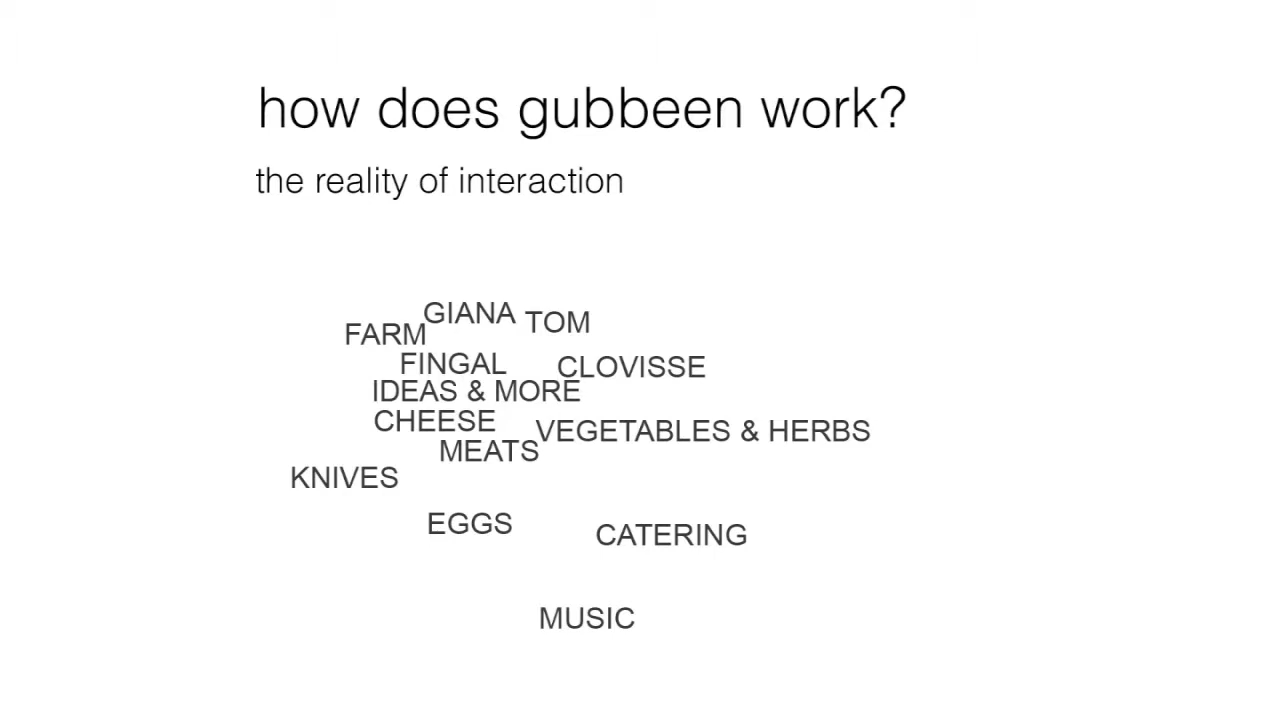 how does gubbeen work?
the reality of interaction
GIANA TOM
FARM
FINGAL CLOVISSE
IDEAS & MORE
CHEESE VEGETABLES & HERBS
MEATS
KNIVES
EGGS CATERING
MUSIC